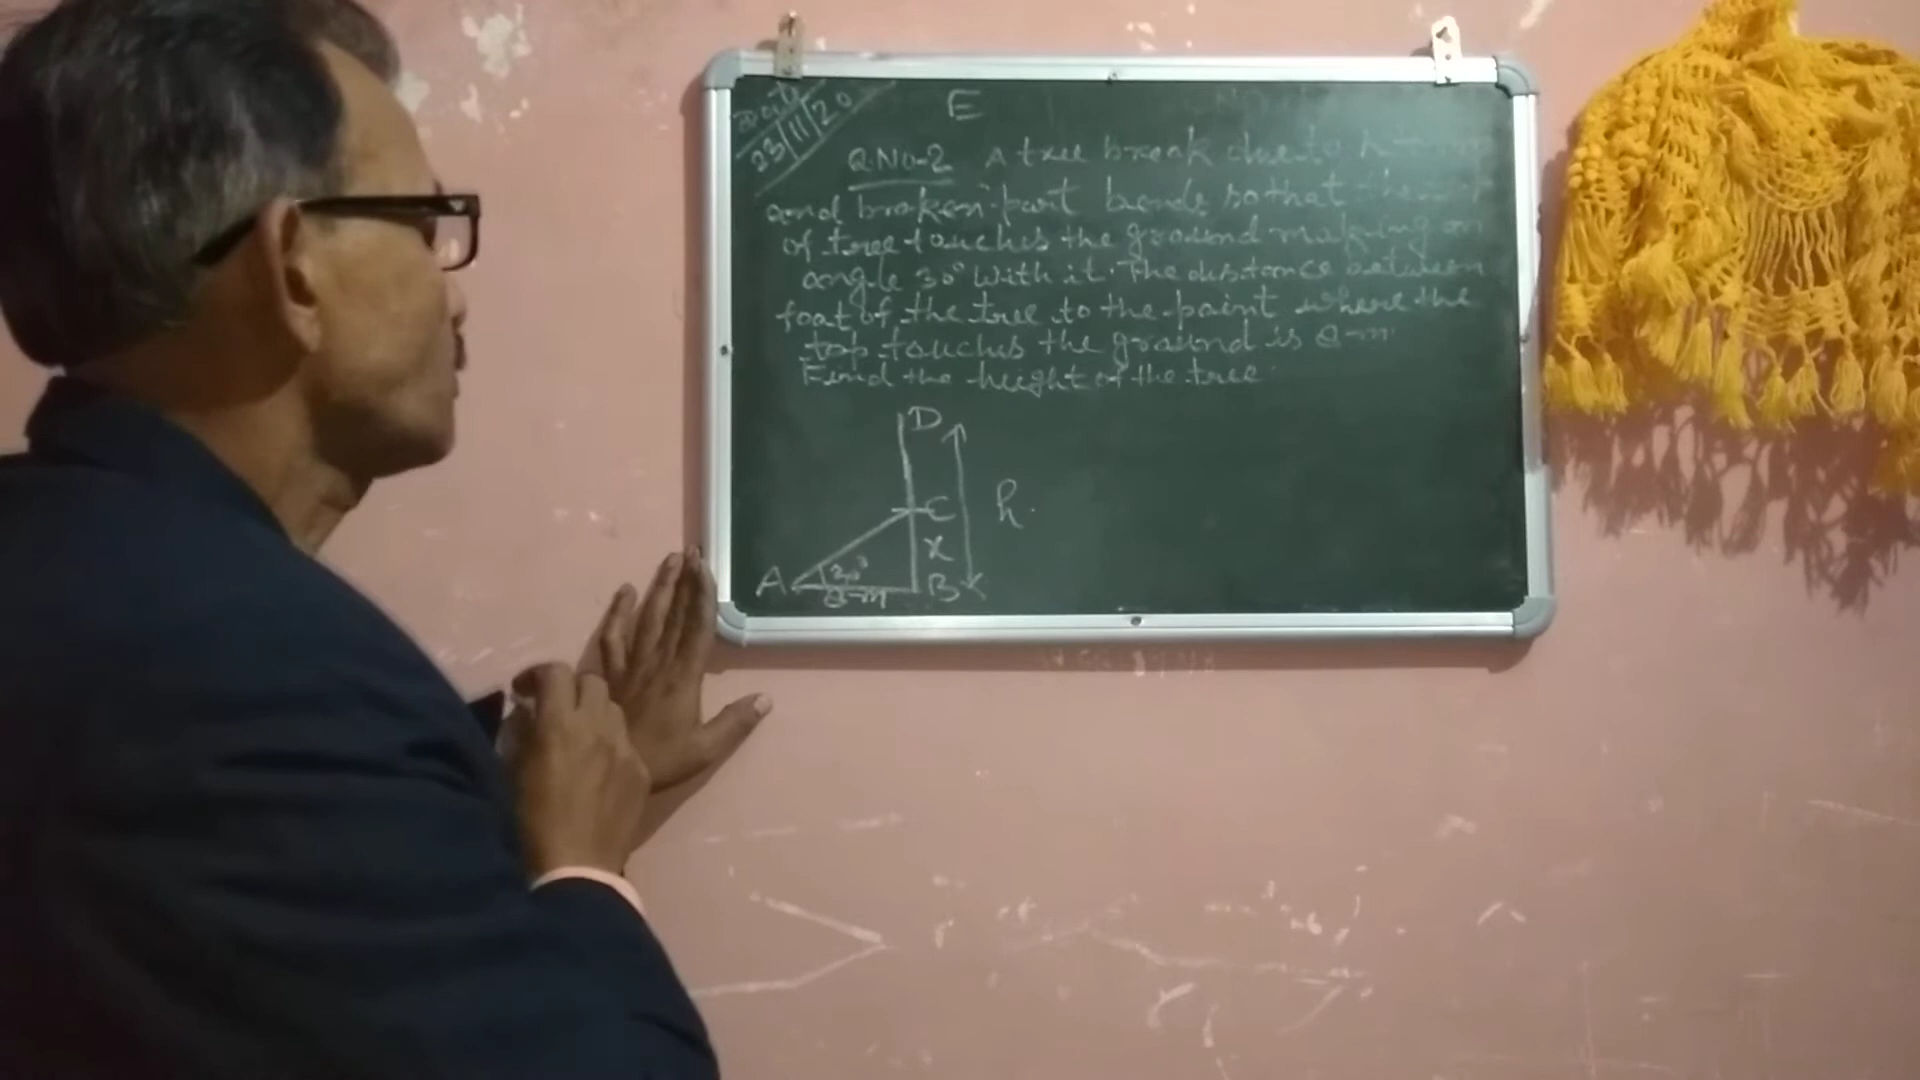 Date
23/11/20
E
Q.No-2 A tree break due to
and broken part bends so that the
of tree touches the ground making an
angle 30° with it. The distance between
foot of the tree to the point where the
top touches the ground is 8-m
Find the height of the tree.
D
C
h.
x
A 30° B
8-m